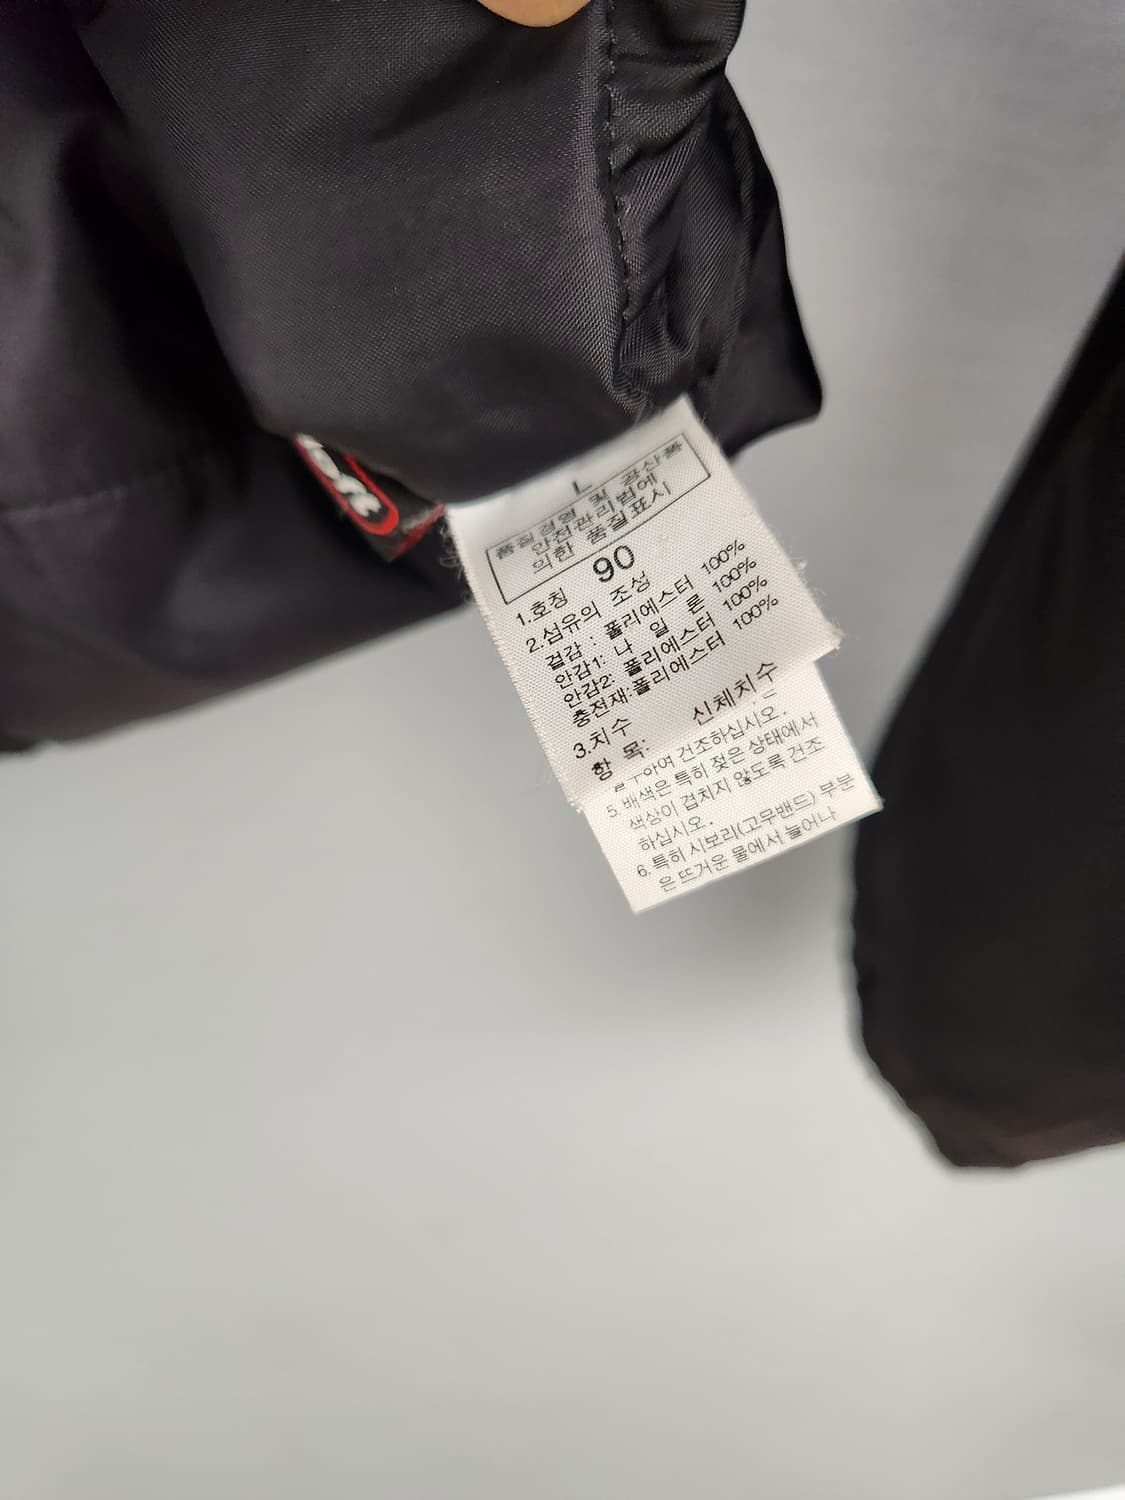 L
품질경영 및 공산품
안전관리법에
의한 품질표시
1.호칭 90
2.섬유의 조성
겉감 : 폴리에스터 100%
안감1: 나 일 론 100%
안감2: 폴리에스터 100%
충전재:폴리에스터 100%
3.치수 신체치수
항 목:
하여 건조하십시오.
5. 배색은 특히 젖은 상태에서
색상이 겹치지 않도록 건조
하십시오.
6. 특히 시보리(고무밴드) 부분
은 뜨거운 물에서 늘어나